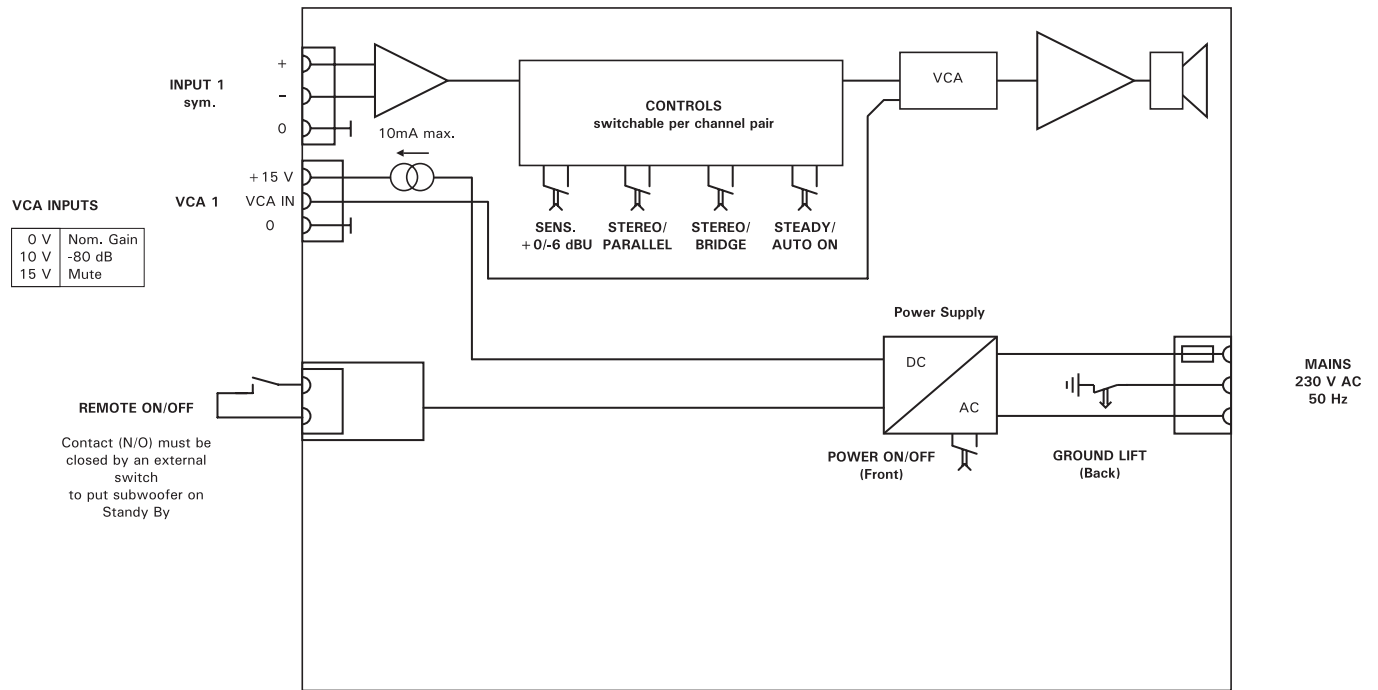 INPUT 1
sym.
+
-
0
VCA
CONTROLS
switchable per channel pair
10mA max.
VCA INPUTS
0 V Nom. Gain
10 V -80 dB
15 V Mute
VCA 1
+15 V
VCA IN
0
SENS.
+0/-6 dBU
STEREO/
PARALLEL
STEREO/
BRIDGE
STEADY/
AUTO ON
Power Supply
DC
AC
MAINS
230 V AC
50 Hz
REMOTE ON/OFF
Contact (N/O) must be
closed by an external
switch
to put subwoofer on
Standy By
POWER ON/OFF
(Front)
GROUND LIFT
(Back)